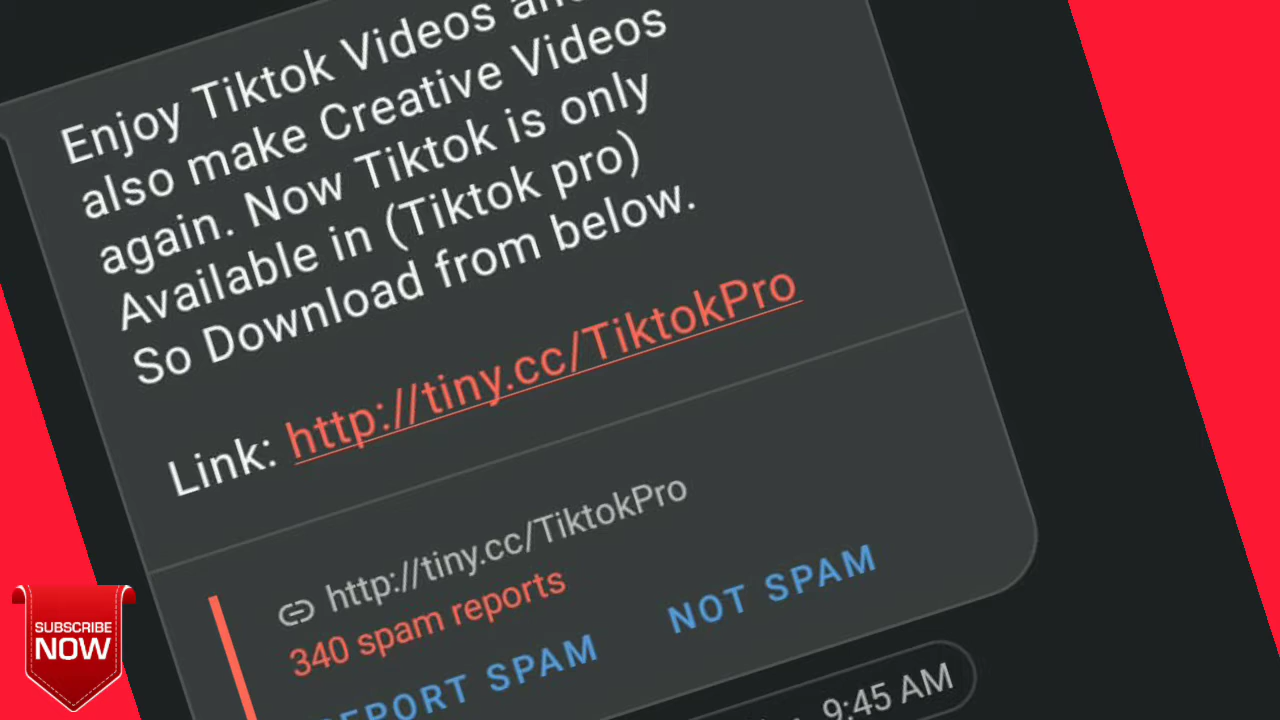 Enjoy Tiktok Videos and
also make Creative Videos
again. Now Tiktok is only
Available in (Tiktok pro)
So Download from below.
Link: http://tiny.cc/TiktokPro
http://tiny.cc/TiktokPro
340 spam reports
REPORT SPAM NOT SPAM
9:45 AM
SUBSCRIBE
NOW